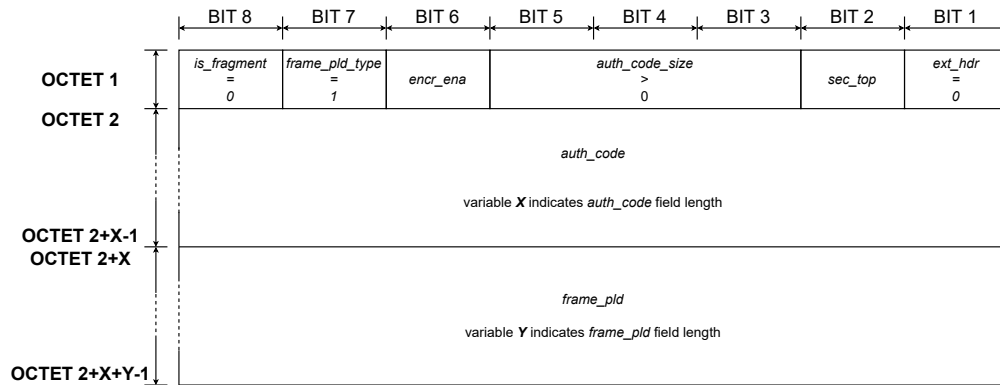 BIT 8 BIT 7 BIT 6 BIT 5 BIT 4 BIT 3 BIT 2 BIT 1
OCTET 1
is_fragment
=
0
frame_pld_type
=
1
encr_ena
auth_code_size
>
0
sec_top
ext_hdr
=
0
OCTET 2
auth_code
variable X indicates auth_code field length
OCTET 2+X-1
OCTET 2+X
frame_pld
variable Y indicates frame_pld field length
OCTET 2+X+Y-1